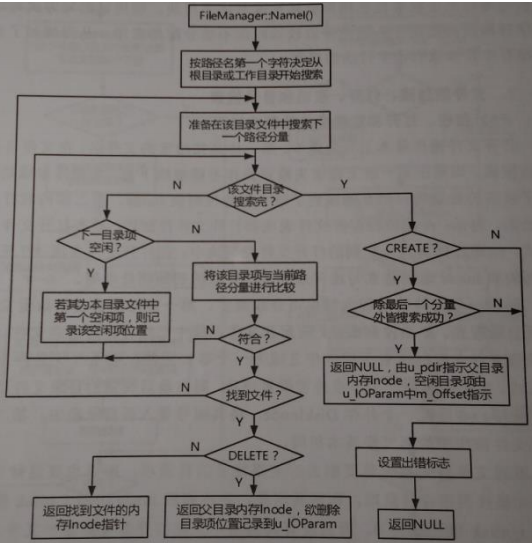 FileManager::NameI()
按路径名第一个字符决定从
根目录或工作目录开始搜索
准备在该目录文件中搜索下
一个路径分量
N
该文件目录
搜索完？
Y
下一目录项
空闲？
N
CREATE？
N
Y
将该目录项与当前路
径分量进行比较
Y
若其为本目录文件中
第一个空闲项，则记
录该空闲项位置
除最后一个分量
外皆搜索成功？
N
N
符合？
Y
Y
返回NULL，由u_pdir指示父目录
内存Inode，空闲目录项由
u_IOParam中m_Offset指示
N
找到文件？
Y
N
DELETE？
Y
设置出错标志
返回找到文件的内
存Inode指针
返回父目录内存Inode，欲删除
目录项位置记录到u_IOParam
返回NULL